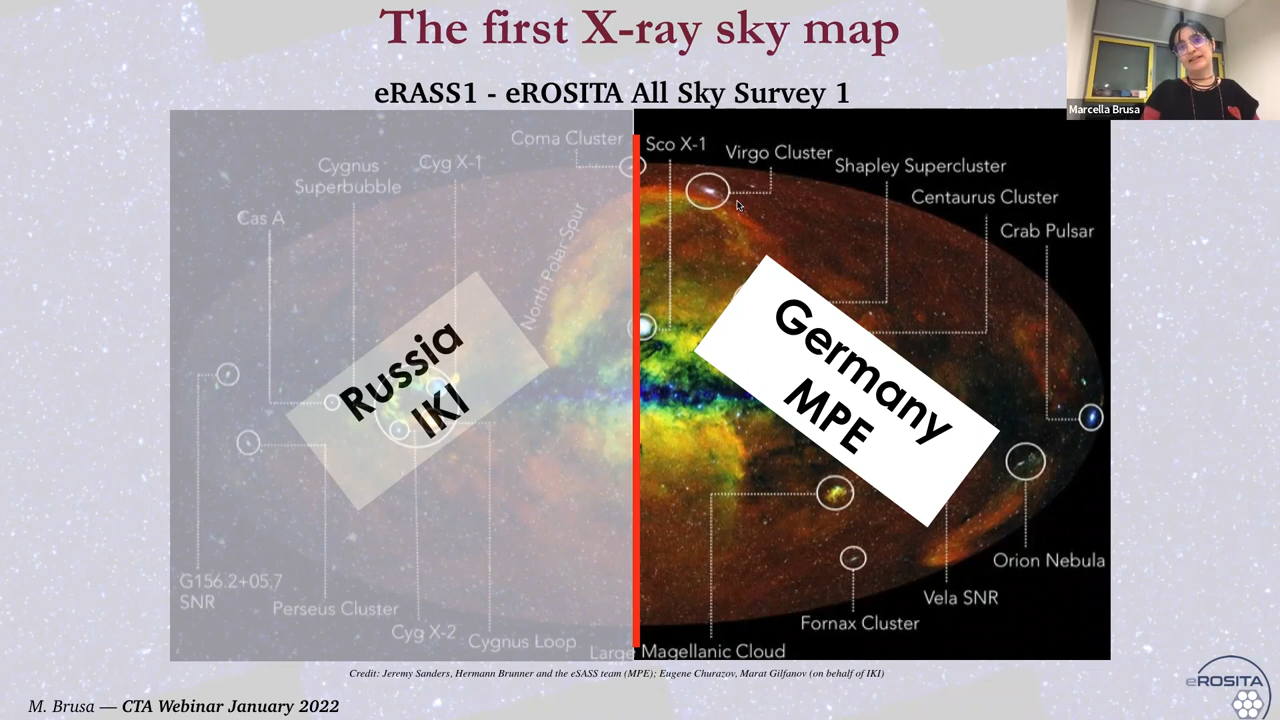 The first X-ray sky map
eRASS1 - eROSITA All Sky Survey 1
Marcella Brusa
Coma Cluster
Sco X-1
Virgo Cluster
Cygnus
Superbubble
Cyg X-1
Shapley Supercluster
Centaurus Cluster
Cas A
Crab Pulsar
North Polar Spur
Russia
IKI
Germany
MPE
G156.2+05.7
SNR
Perseus Cluster
Cyg X-2
Cygnus Loop
Large Magellanic Cloud
Fornax Cluster
Vela SNR
Orion Nebula
Credit: Jeremy Sanders, Hermann Brunner and the eSASS team (MPE); Eugene Churazov, Marat Gilfanov (on behalf of IKI)
M. Brusa — CTA Webinar January 2022
eROSITA